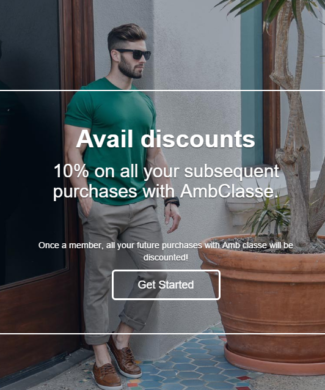 Avail discounts
10% on all your subsequent
purchases with AmbClasse.
Once a member, all your future purchases with Amb classe will be
discounted!
Get Started